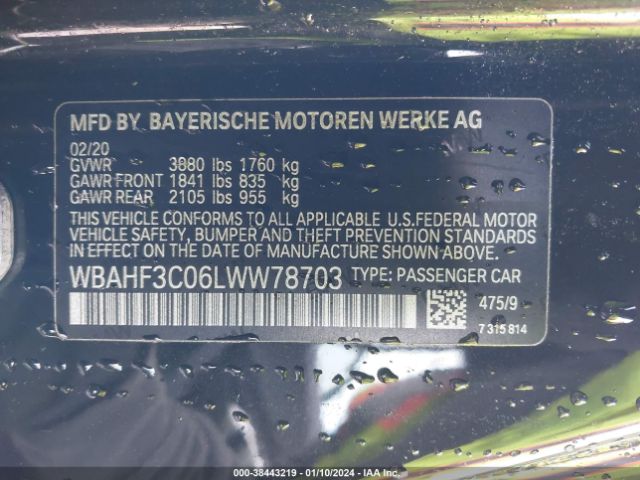 MFD BY BAYERISCHE MOTOREN WERKE AG
02/20
GVWR 3880 lbs 1760 kg
GAWR FRONT 1841 lbs 835 kg
GAWR REAR 2105 lbs 955 kg
THIS VEHICLE CONFORMS TO ALL APPLICABLE U.S.FEDERAL MOTOR
VEHICLE SAFETY, BUMPER AND THEFT PREVENTION STANDARDS
IN EFFECT ON THE DATE OF MANUFACTURE SHOWN ABOVE.
WBAHF3C06LWW78703 TYPE: PASSENGER CAR
475/9
7 315 814
000-38443219 - 01/10/2024 - IAA Inc.